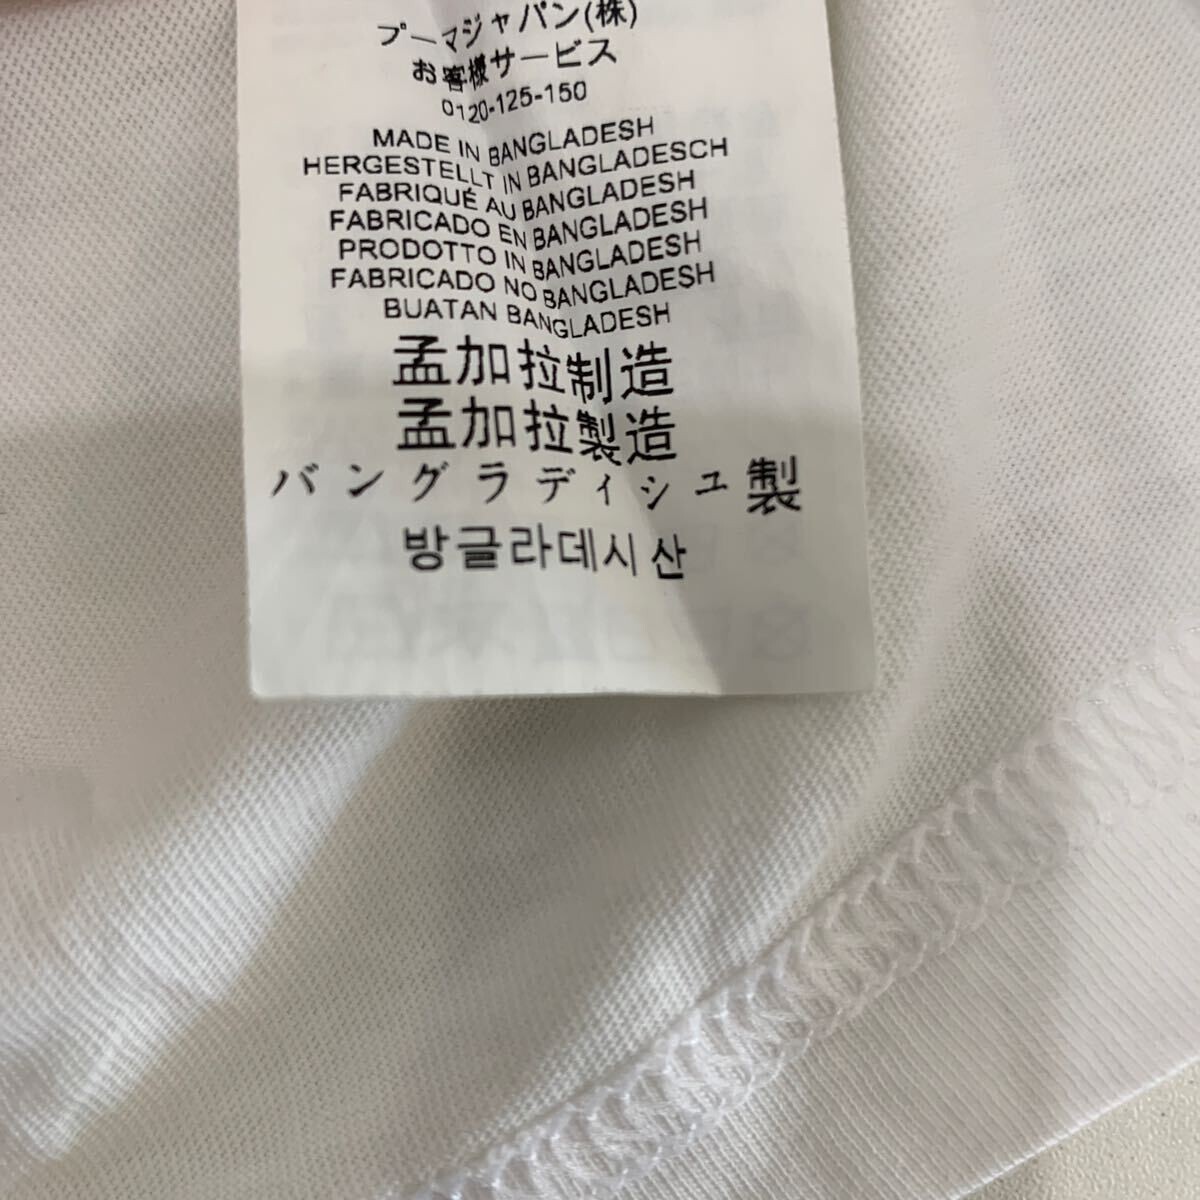 プーマジャパン(株)
お客様サービス
0120-125-150
MADE IN BANGLADESH
HERGESTELLT IN BANGLADESCH
FABRIQUÉ AU BANGLADESH
FABRICADO EN BANGLADESH
PRODOTTO IN BANGLADESH
FABRICADO NO BANGLADESH
BUATAN BANGLADESH
孟加拉制造
孟加拉製造
バングラディシュ製
방글라데시산